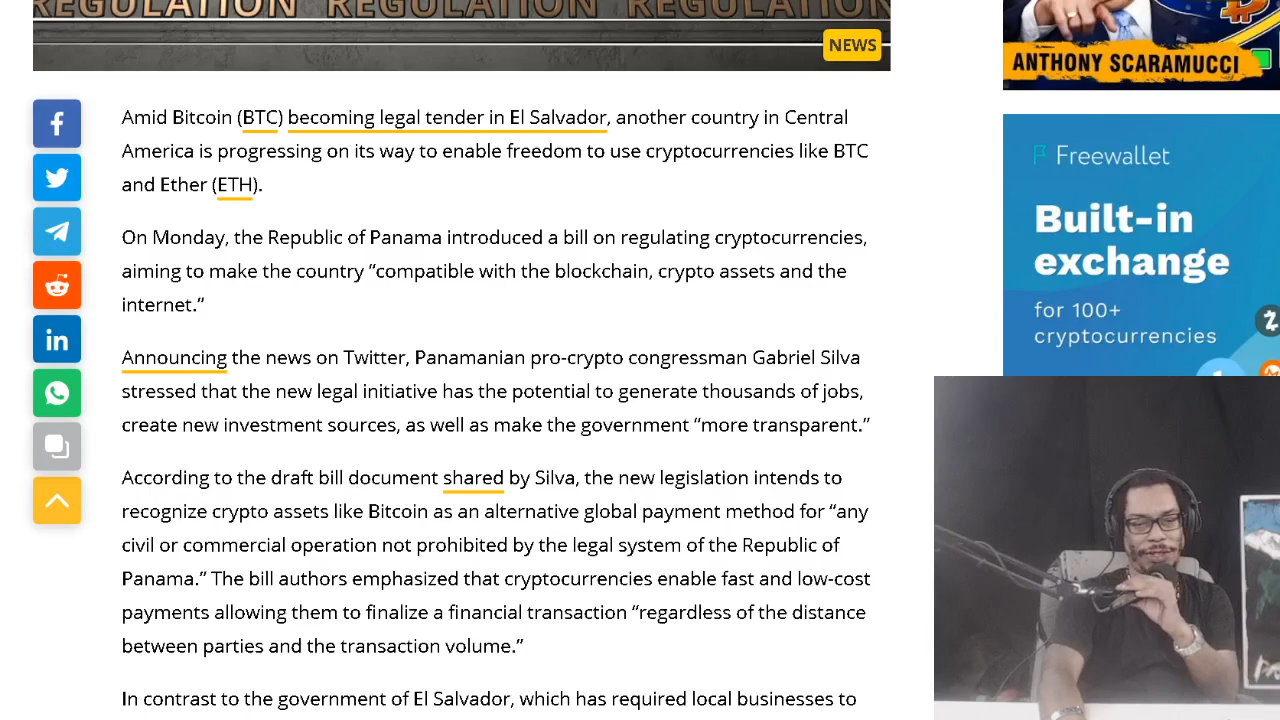 REGULATION REGULATION REGULATION
NEWS
ANTHONY SCARAMUCCI
Amid Bitcoin (BTC) becoming legal tender in El Salvador, another country in Central
America is progressing on its way to enable freedom to use cryptocurrencies like BTC
and Ether (ETH).
On Monday, the Republic of Panama introduced a bill on regulating cryptocurrencies,
aiming to make the country “compatible with the blockchain, crypto assets and the
internet.”
Announcing the news on Twitter, Panamanian pro-crypto congressman Gabriel Silva
stressed that the new legal initiative has the potential to generate thousands of jobs,
create new investment sources, as well as make the government “more transparent.”
According to the draft bill document shared by Silva, the new legislation intends to
recognize crypto assets like Bitcoin as an alternative global payment method for “any
civil or commercial operation not prohibited by the legal system of the Republic of
Panama.” The bill authors emphasized that cryptocurrencies enable fast and low-cost
payments allowing them to finalize a financial transaction “regardless of the distance
between parties and the transaction volume.”
In contrast to the government of El Salvador, which has required local businesses to
Freewallet
Built-in
exchange
for 100+
cryptocurrencies